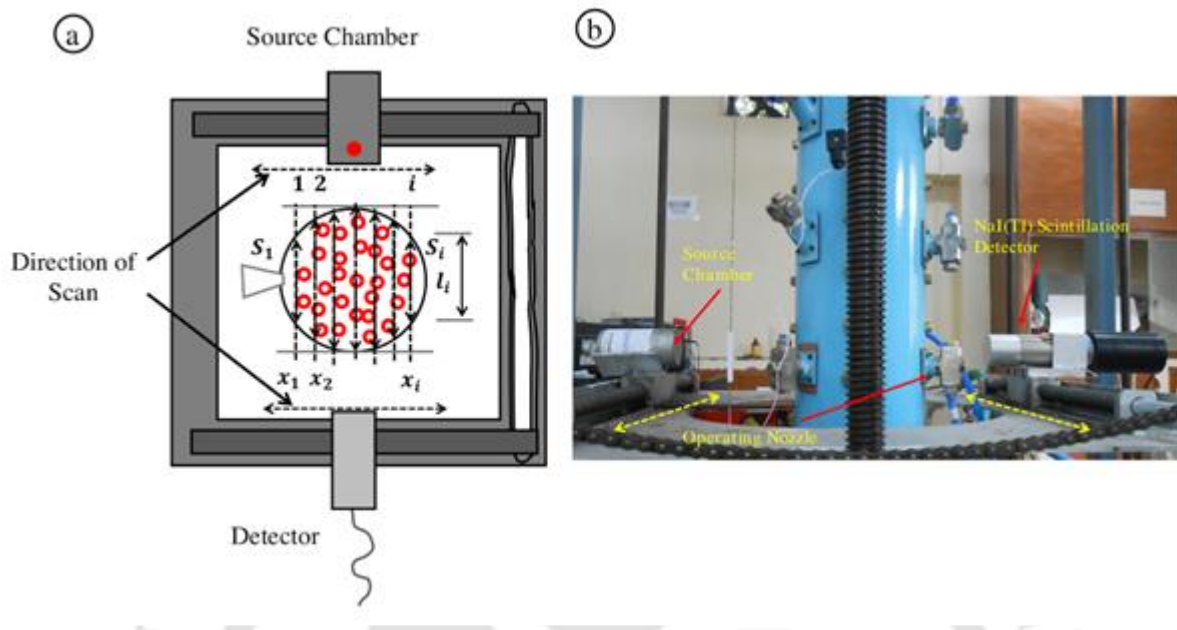 a
Source Chamber
1 2 i
S₁ Sᵢ
lᵢ
Direction of
Scan
x₁ x₂ xᵢ
Detector
b
NaI(Tl) Scintillation
Detector
Source
Chamber
Operating Nozzle